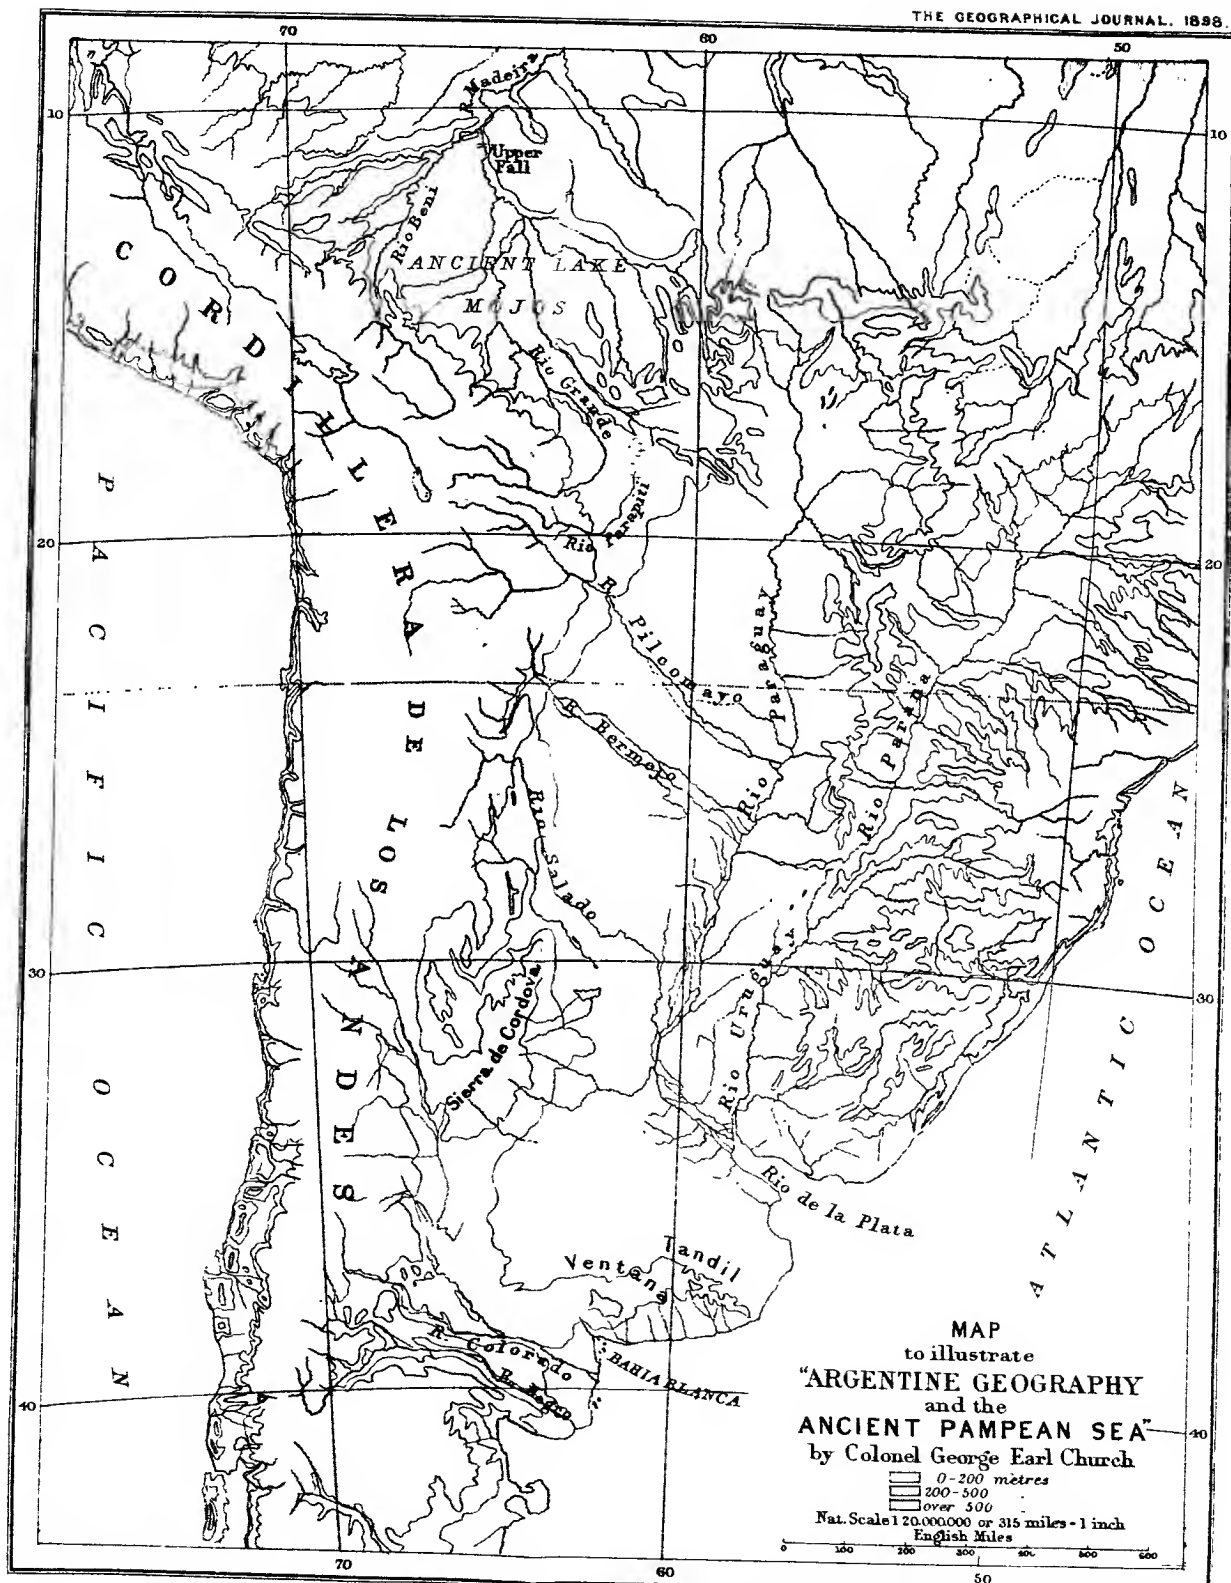 THE GEOGRAPHICAL JOURNAL. 1898.
70
60
50
10
10
R. Madeira
Upper
Fall
Rio Beni
ANCIENT LAKE
MOJOS
CORDILLERA DE LOS ANDES
Rio Grande
Rio Parapiti
20
20
PACIFIC OCEAN
R. Pilcomayo
Rio Paraguay
R. Bermejo
Rio Parana
Rio Salado
ATLANTIC OCEAN
30
30
Sierra de Cordova
Rio Uruguay
Rio de la Plata
Tandil
Ventana
R. Colorado
R. Negro
BAHIA BLANCA
40
40
MAP
to illustrate
"ARGENTINE GEOGRAPHY
and the
ANCIENT PAMPEAN SEA"
by Colonel George Earl Church
0-200 metres
200-500
over 500
Nat. Scale 1 20.000.000 or 315 miles - 1 inch
English Miles
0 100 200 300 400 500 600
70
60
50